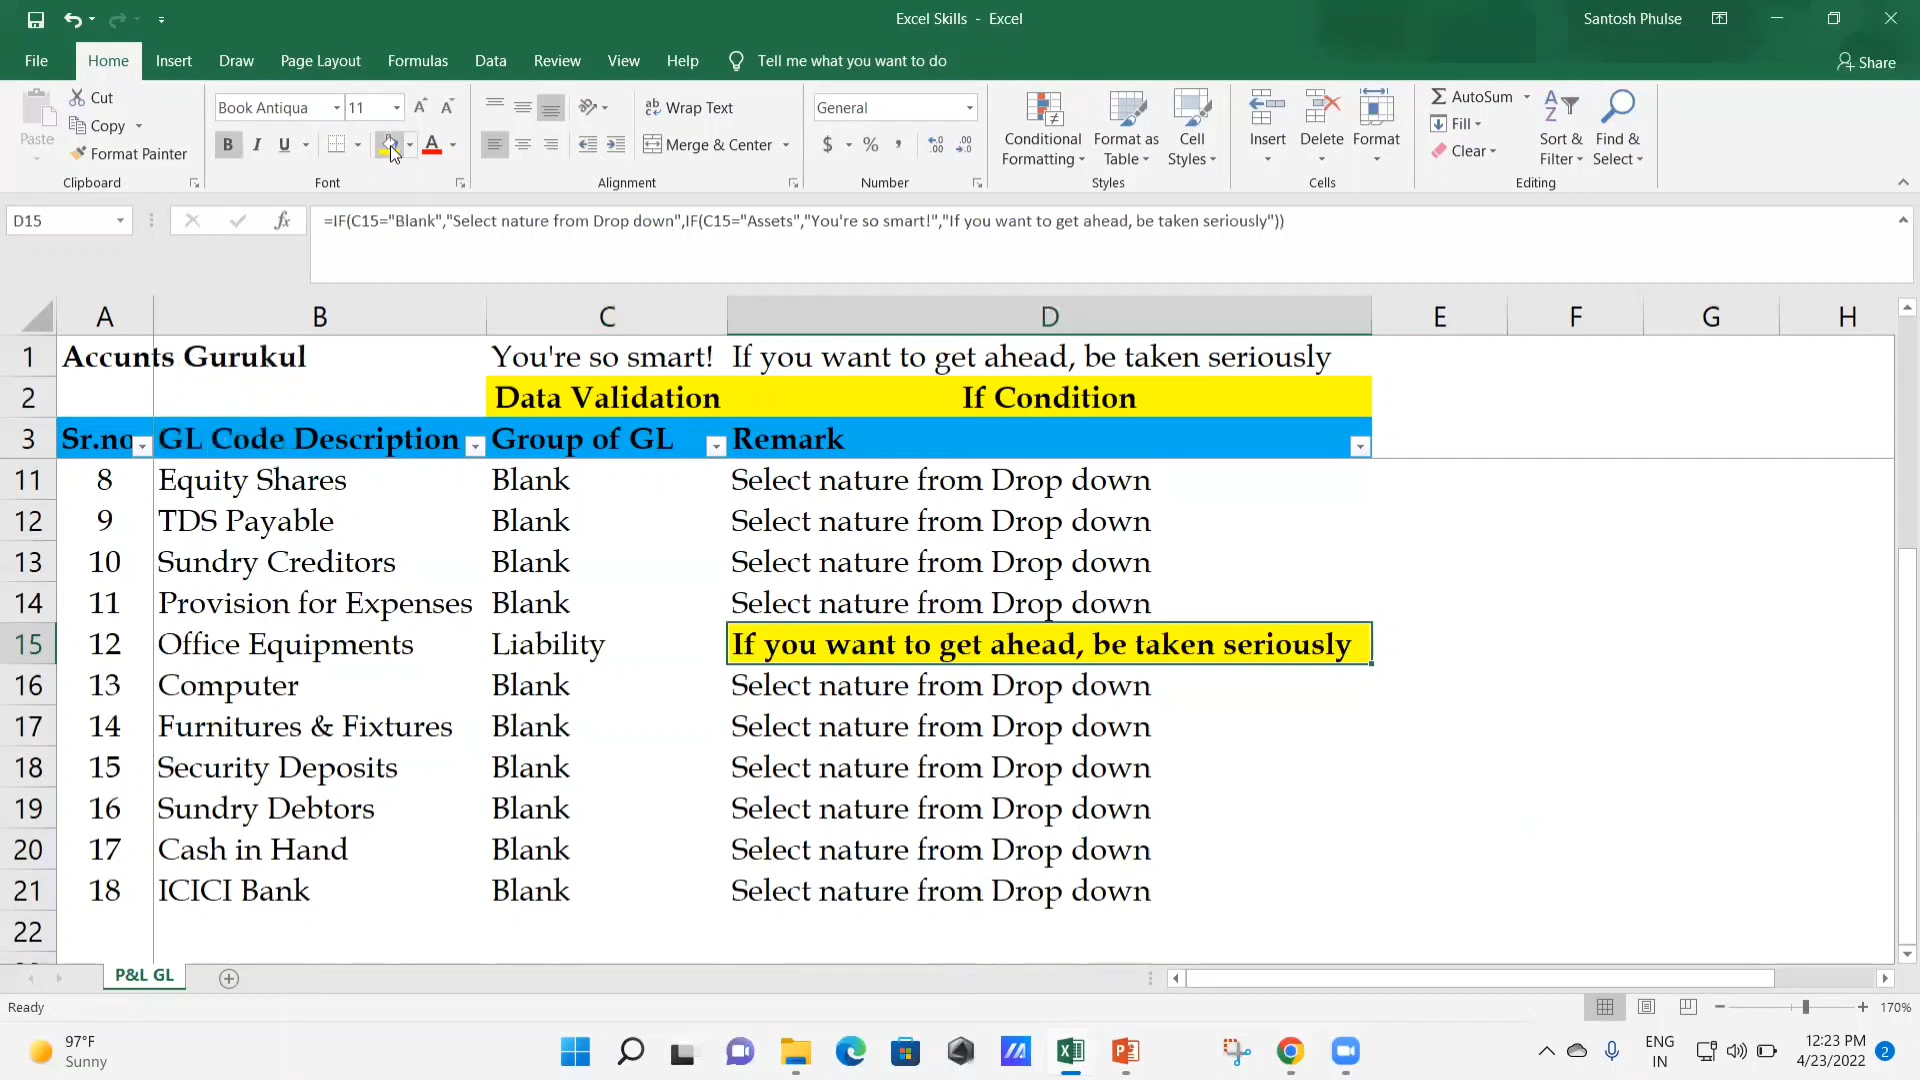 Excel Skills - Excel
Santosh Phulse
File Home Insert Draw Page Layout Formulas Data Review View Help Tell me what you want to do
Share
Paste
Cut
Copy
Format Painter
Clipboard
Book Antiqua 11
B I U
Font
Wrap Text
Merge & Center
Alignment
General
$ % ,
Number
Conditional Formatting
Format as Table
Cell Styles
Styles
Insert Delete Format
Cells
AutoSum
Fill
Clear
Sort & Filter
Find & Select
Editing
D15
fx
=IF(C15="Blank","Select nature from Drop down",IF(C15="Assets","You're so smart!","If you want to get ahead, be taken seriously"))
A B C D E F G H
1 Accunts Gurukul You're so smart! If you want to get ahead, be taken seriously
2 Data Validation If Condition
3 Sr.no GL Code Description Group of GL Remark
11 8 Equity Shares Blank Select nature from Drop down
12 9 TDS Payable Blank Select nature from Drop down
13 10 Sundry Creditors Blank Select nature from Drop down
14 11 Provision for Expenses Blank Select nature from Drop down
15 12 Office Equipments Liability If you want to get ahead, be taken seriously
16 13 Computer Blank Select nature from Drop down
17 14 Furnitures & Fixtures Blank Select nature from Drop down
18 15 Security Deposits Blank Select nature from Drop down
19 16 Sundry Debtors Blank Select nature from Drop down
20 17 Cash in Hand Blank Select nature from Drop down
21 18 ICICI Bank Blank Select nature from Drop down
22
P&L GL
Ready
170%
97°F
Sunny
ENG
IN
12:23 PM
4/23/2022
2